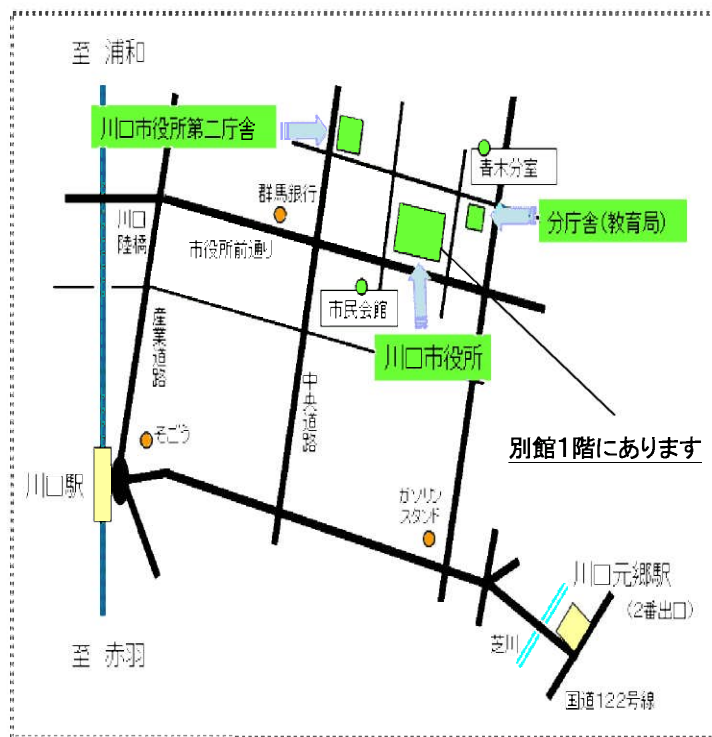 至 浦和
川口市役所第二庁舎
青木分室
群馬銀行
川口
陸橋
分庁舎(教育局)
市役所前通り
市民会館
産業道路
川口市役所
中央道路
そごう
別館1階にあります
川口駅
ガソリン
スタンド
川口元郷駅
(2番出口)
芝川
至 赤羽
国道122号線